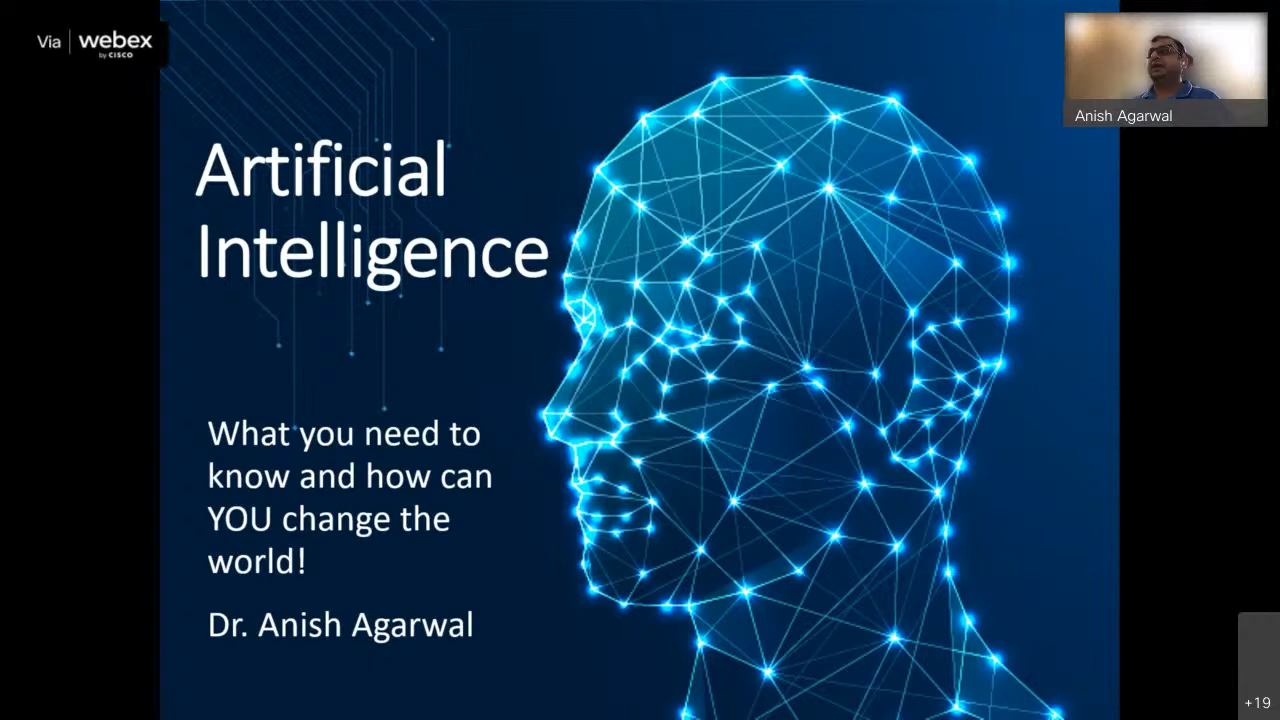 Via webex
by CISCO
Anish Agarwal
Artificial
Intelligence
What you need to
know and how can
YOU change the
world!
Dr. Anish Agarwal
+19